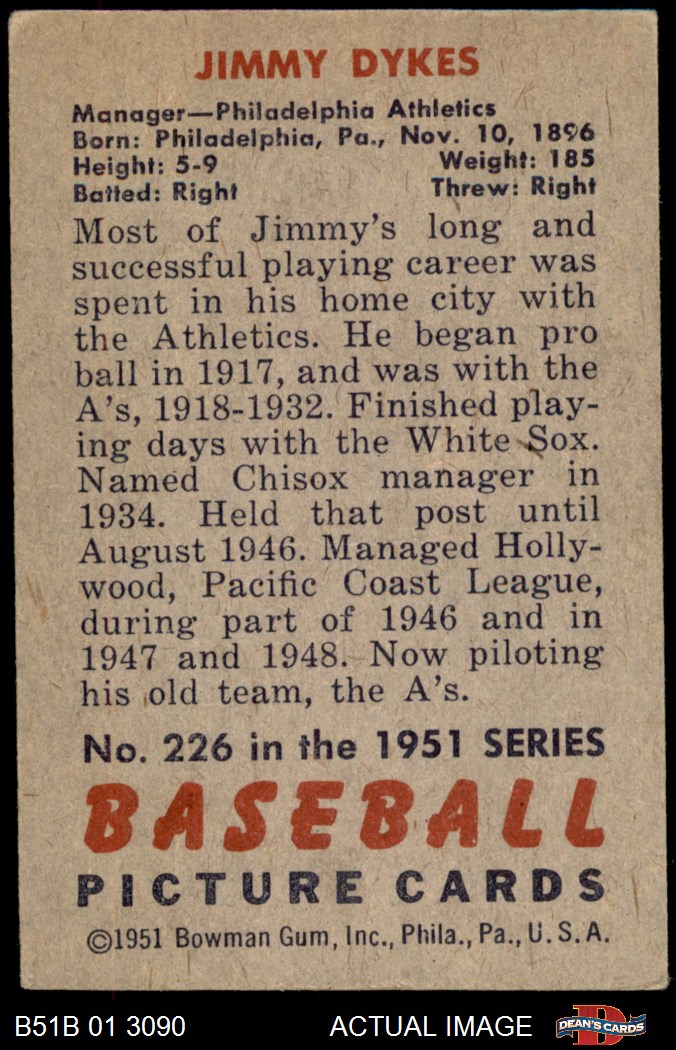 JIMMY DYKES
Manager—Philadelphia Athletics
Born: Philadelphia, Pa., Nov. 10, 1896
Height: 5-9 Weight: 185
Batted: Right Threw: Right
Most of Jimmy's long and
successful playing career was
spent in his home city with
the Athletics. He began pro
ball in 1917, and was with the
A's, 1918-1932. Finished play-
ing days with the White Sox.
Named Chisox manager in
1934. Held that post until
August 1946. Managed Holly-
wood, Pacific Coast League,
during part of 1946 and in
1947 and 1948. Now piloting
his old team, the A's.
No. 226 in the 1951 SERIES
BASEBALL
PICTURE CARDS
©1951 Bowman Gum, Inc., Phila., Pa., U.S.A.
B51B 01 3090 ACTUAL IMAGE D DEAN'S CARDS